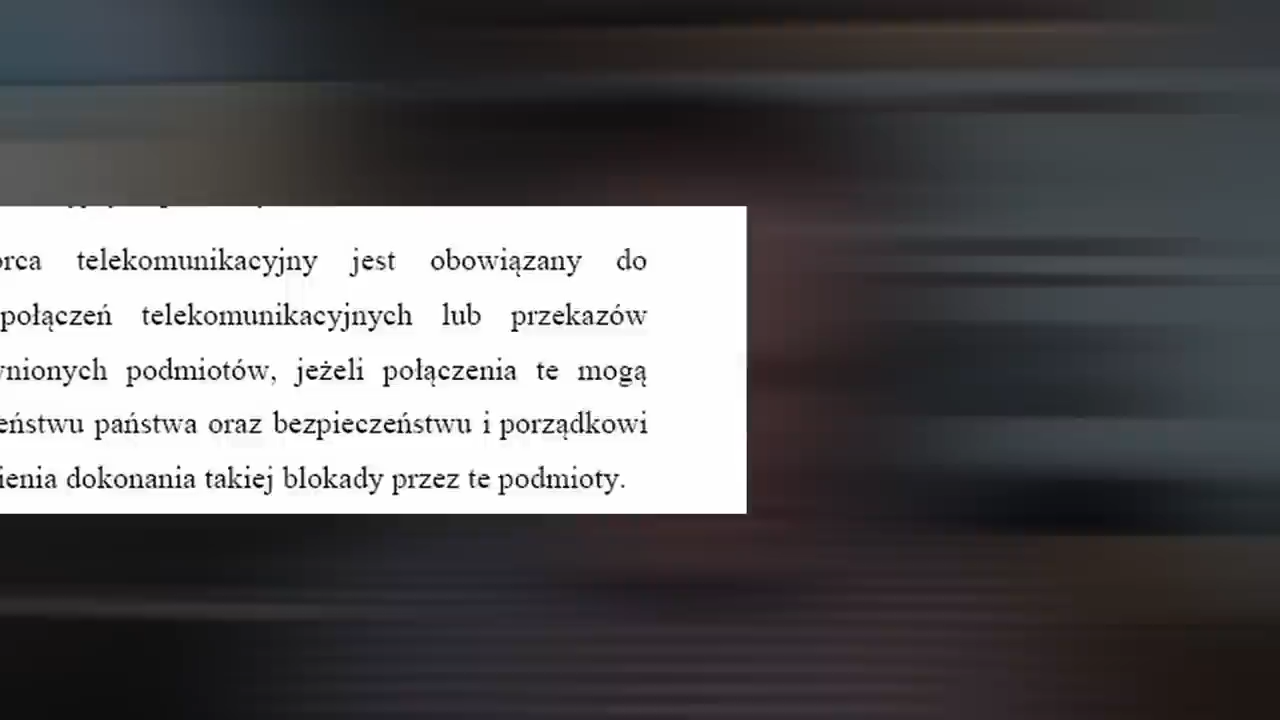 telekomunikacyjny jest obowiązany do
połączeń telekomunikacyjnych lub przekazów
podmiotów, jeżeli połączenia te mogą
państwa oraz bezpieczeństwu i porządkowi
dokonania takiej blokady przez te podmioty.